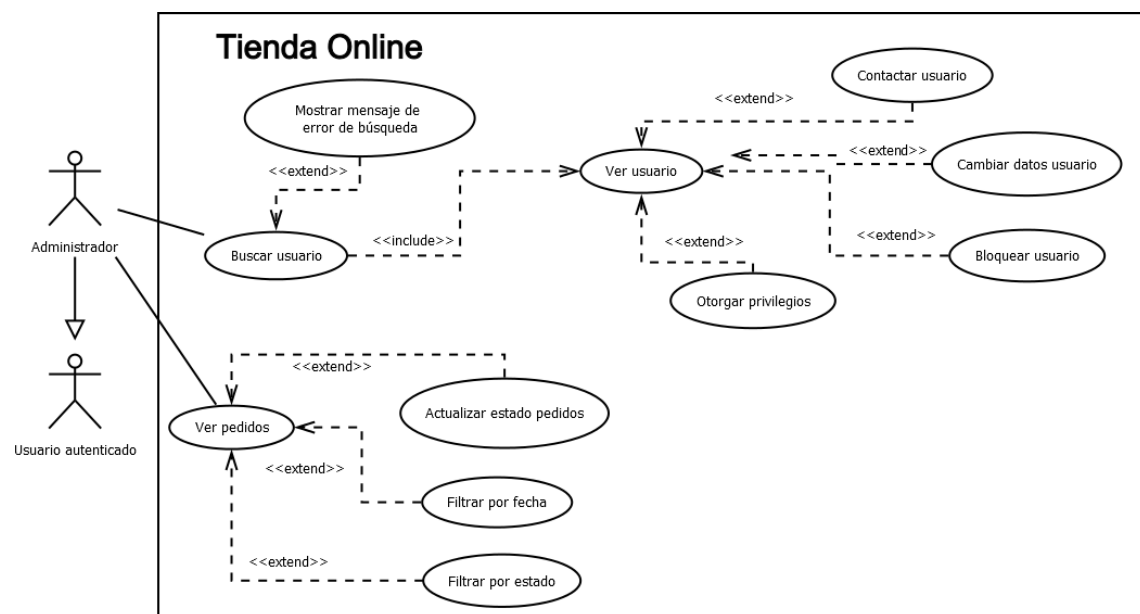 Tienda Online
Contactar usuario
<<extend>>
Mostrar mensaje de
error de búsqueda
<<extend>>
<<extend>>
Cambiar datos usuario
Ver usuario
Administrador
Buscar usuario
<<include>>
<<extend>>
<<extend>>
Bloquear usuario
Otorgar privilegios
<<extend>>
Actualizar estado pedidos
Ver pedidos
Usuario autenticado
<<extend>>
Filtrar por fecha
<<extend>>
Filtrar por estado